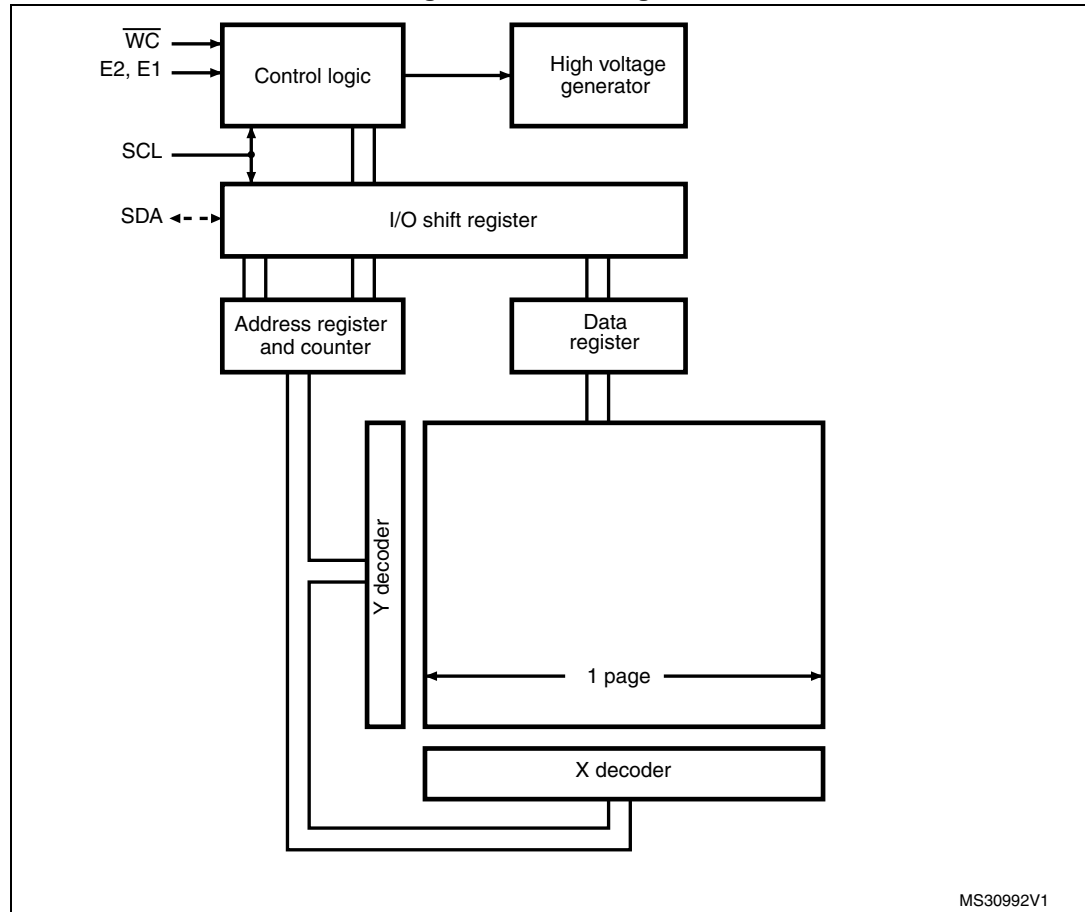 W̅C̅
E2, E1
Control logic
High voltage
generator
SCL
SDA
I/O shift register
Address register
and counter
Data
register
Y decoder
1 page
X decoder
MS30992V1